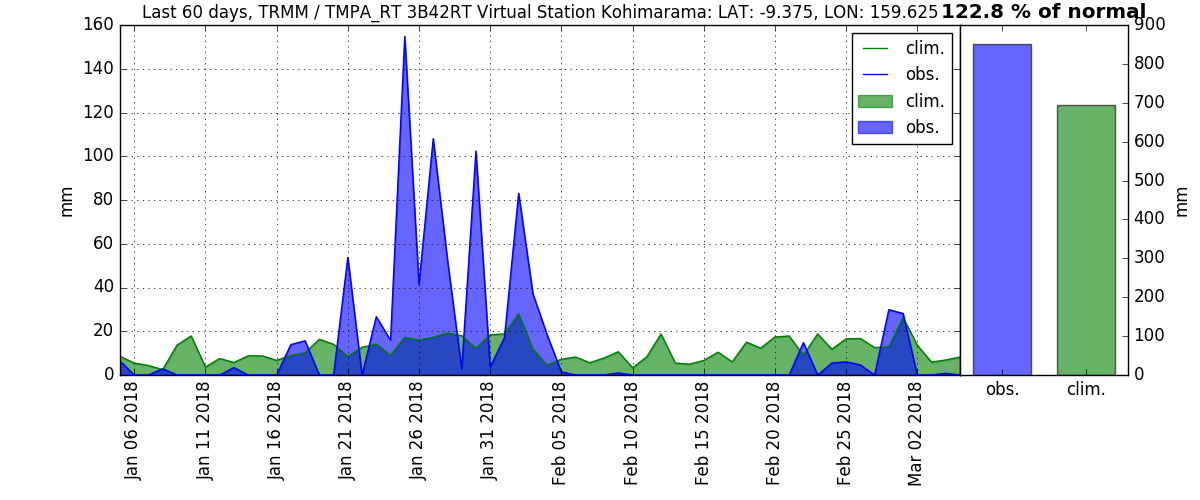 Last 60 days, TRMM / TMPA_RT 3B42RT Virtual Station Kohimarama: LAT: -9.375, LON: 159.625 122.8 % of normal
160
140
120
100
80
60
40
20
0
mm
clim.
obs.
clim.
obs.
900
800
700
600
500
400
300
200
100
0
mm
Jan 06 2018
Jan 11 2018
Jan 16 2018
Jan 21 2018
Jan 26 2018
Jan 31 2018
Feb 05 2018
Feb 10 2018
Feb 15 2018
Feb 20 2018
Feb 25 2018
Mar 02 2018
obs.
clim.